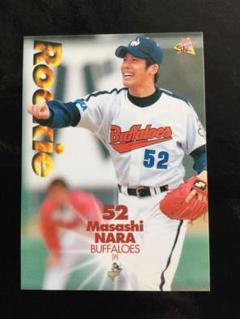 Rookie
Buffaloes
52
52
Masashi
NARA
BUFFALOES